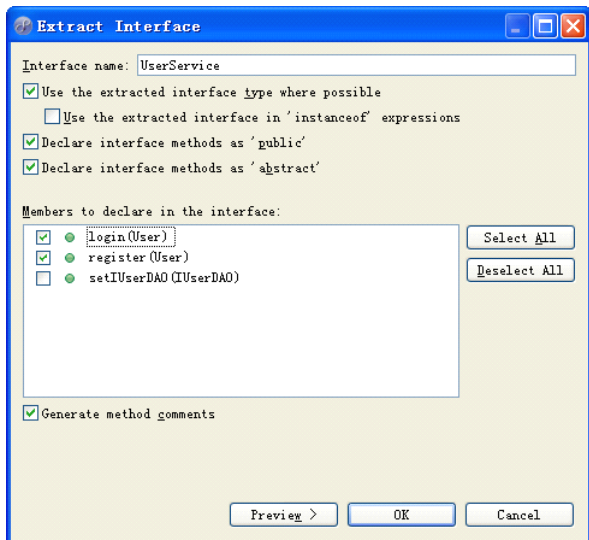 Extract Interface
Interface name: UserService
Use the extracted interface type where possible
Use the extracted interface in 'instanceof' expressions
Declare interface methods as 'public'
Declare interface methods as 'abstract'
Members to declare in the interface:
login(User)
register(User)
setIUserDAO(IUserDAO)
Select All
Deselect All
Generate method comments
Preview >
OK
Cancel